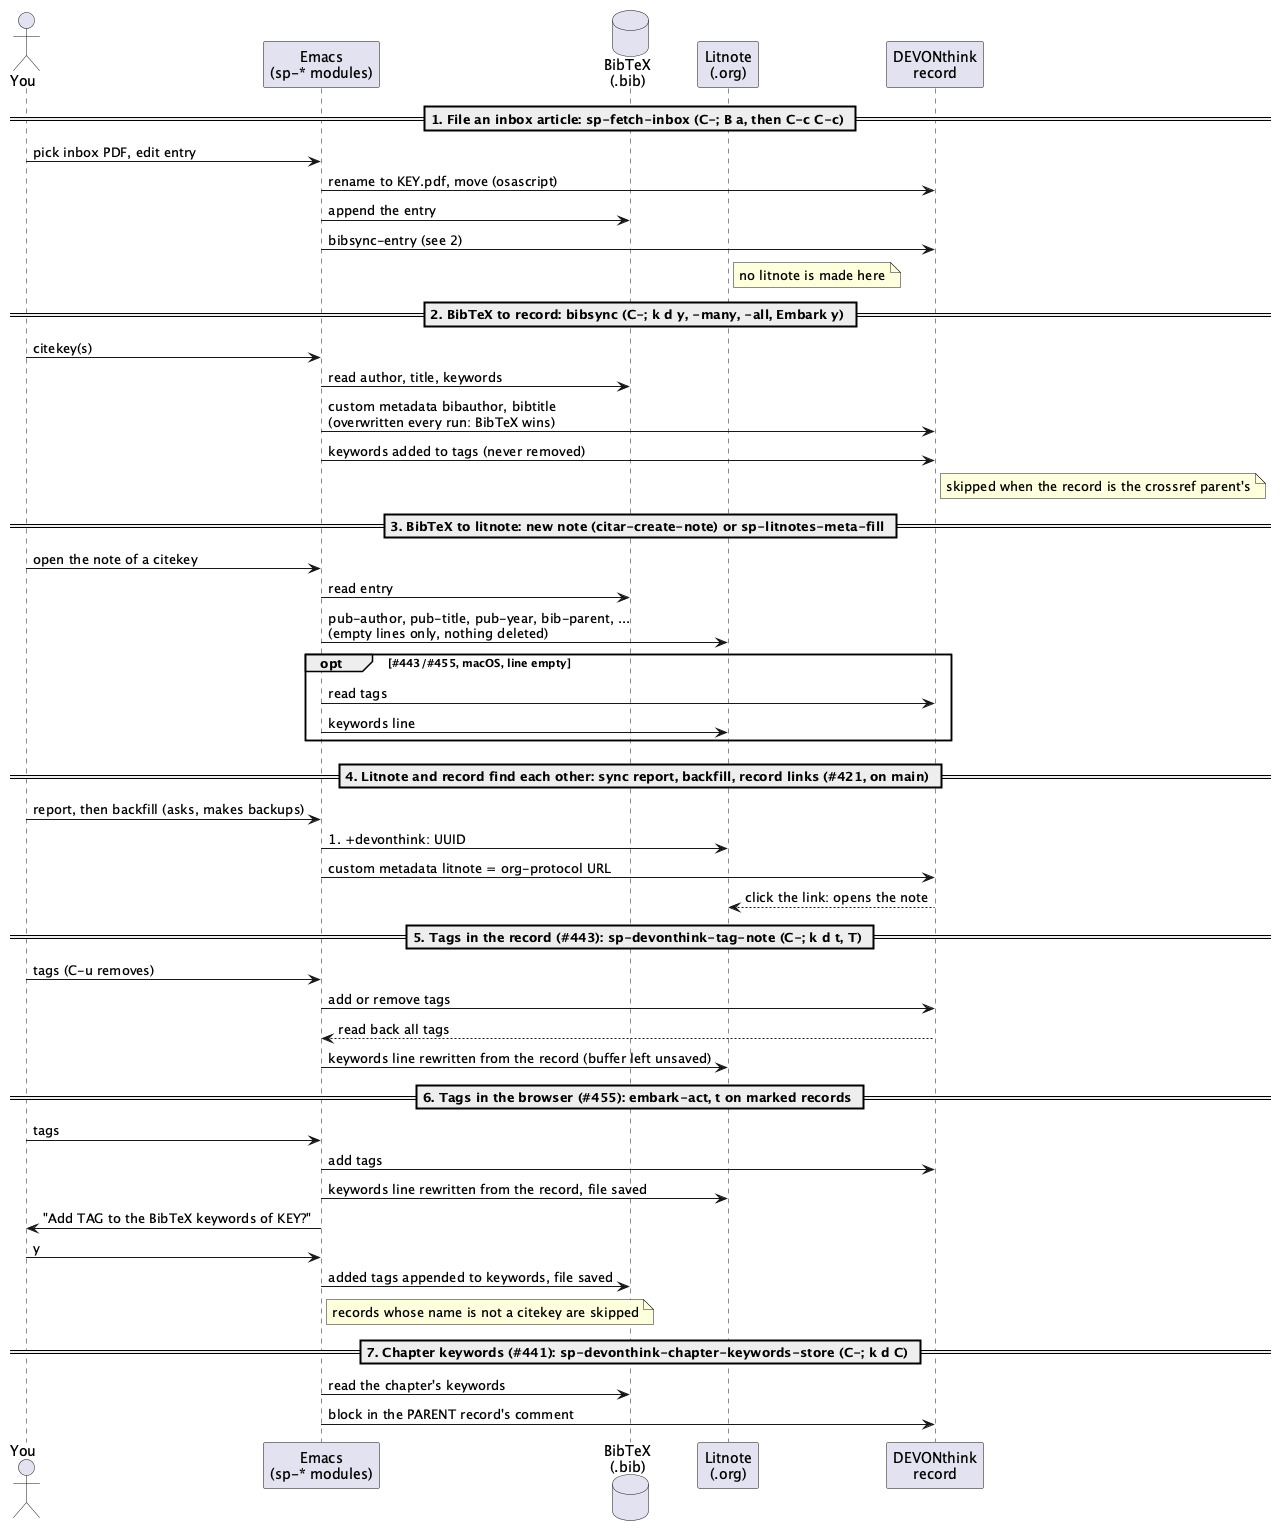 You
Emacs
(sp-* modules)
BibTeX
(.bib)
Litnote
(.org)
DEVONthink
record
1. File an inbox article: sp-fetch-inbox (C-; B a, then C-c C-c)
pick inbox PDF, edit entry
rename to KEY.pdf, move (osascript)
append the entry
bibsync-entry (see 2)
no litnote is made here
2. BibTeX to record: bibsync (C-; k d y, -many, -all, Embark y)
citekey(s)
read author, title, keywords
custom metadata bibauthor, bibtitle
(overwritten every run: BibTeX wins)
keywords added to tags (never removed)
skipped when the record is the crossref parent's
3. BibTeX to litnote: new note (citar-create-note) or sp-litnotes-meta-fill
open the note of a citekey
read entry
pub-author, pub-title, pub-year, bib-parent, ...
(empty lines only, nothing deleted)
opt [#443/#455, macOS, line empty]
read tags
keywords line
4. Litnote and record find each other: sync report, backfill, record links (#421, on main)
report, then backfill (asks, makes backups)
1. +devonthink: UUID
custom metadata litnote = org-protocol URL
click the link: opens the note
5. Tags in the record (#443): sp-devonthink-tag-note (C-; k d t, T)
tags (C-u removes)
add or remove tags
read back all tags
keywords line rewritten from the record (buffer left unsaved)
6. Tags in the browser (#455): embark-act, t on marked records
tags
add tags
keywords line rewritten from the record, file saved
"Add TAG to the BibTeX keywords of KEY?"
y
added tags appended to keywords, file saved
records whose name is not a citekey are skipped
7. Chapter keywords (#441): sp-devonthink-chapter-keywords-store (C-; k d C)
read the chapter's keywords
block in the PARENT record's comment
You
Emacs
(sp-* modules)
BibTeX
(.bib)
Litnote
(.org)
DEVONthink
record